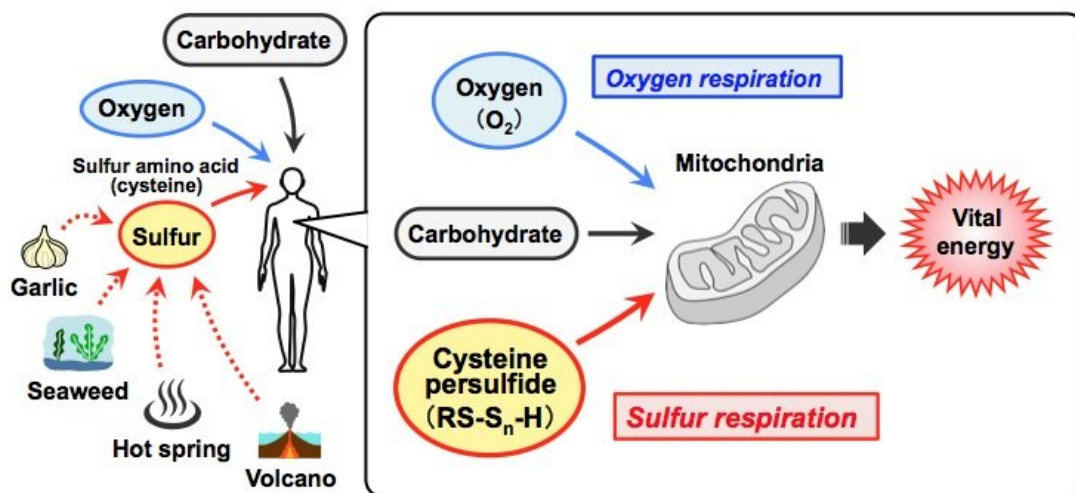 Carbohydrate
Oxygen
Sulfur amino acid
(cysteine)
Sulfur
Garlic
Seaweed
Hot spring
Volcano
Oxygen
(O₂)
Oxygen respiration
Mitochondria
Carbohydrate
Vital
energy
Cysteine
persulfide
(RS-Sₙ-H)
Sulfur respiration